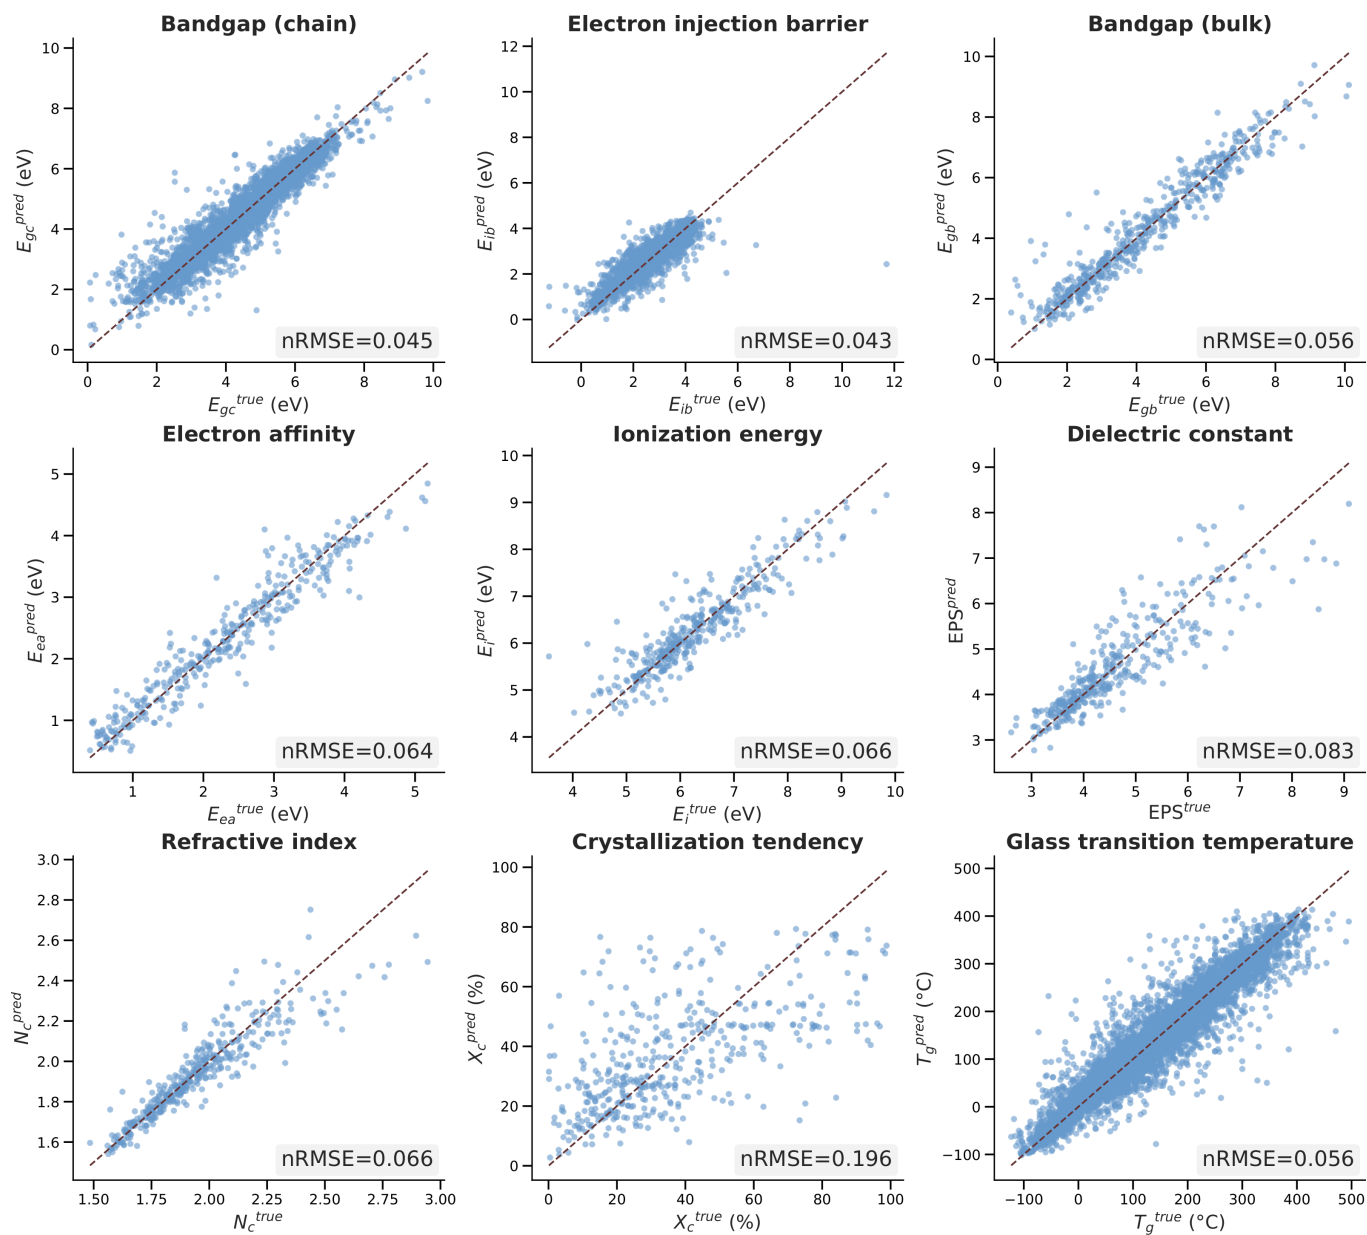 Bandgap (chain)
10
8
6
4
2
0
E_gc^pred (eV)
nRMSE=0.045
0 2 4 6 8 10
E_gc^true (eV)
Electron injection barrier
12
10
8
6
4
2
0
E_ib^pred (eV)
nRMSE=0.043
0 2 4 6 8 10 12
E_ib^true (eV)
Bandgap (bulk)
10
8
6
4
2
0
E_gb^pred (eV)
nRMSE=0.056
0 2 4 6 8 10
E_gb^true (eV)
Electron affinity
5
4
3
2
1
E_ea^pred (eV)
nRMSE=0.064
1 2 3 4 5
E_ea^true (eV)
Ionization energy
10
9
8
7
6
5
4
E_i^pred (eV)
nRMSE=0.066
4 5 6 7 8 9 10
E_i^true (eV)
Dielectric constant
9
8
7
6
5
4
3
EPS^pred
nRMSE=0.083
3 4 5 6 7 8 9
EPS^true
Refractive index
3.0
2.8
2.6
2.4
2.2
2.0
1.8
1.6
N_c^pred
nRMSE=0.066
1.50 1.75 2.00 2.25 2.50 2.75 3.00
N_c^true
Crystallization tendency
100
80
60
40
20
0
X_c^pred (%)
nRMSE=0.196
0 20 40 60 80 100
X_c^true (%)
Glass transition temperature
500
400
300
200
100
0
−100
T_g^pred (°C)
nRMSE=0.056
−100 0 100 200 300 400 500
T_g^true (°C)